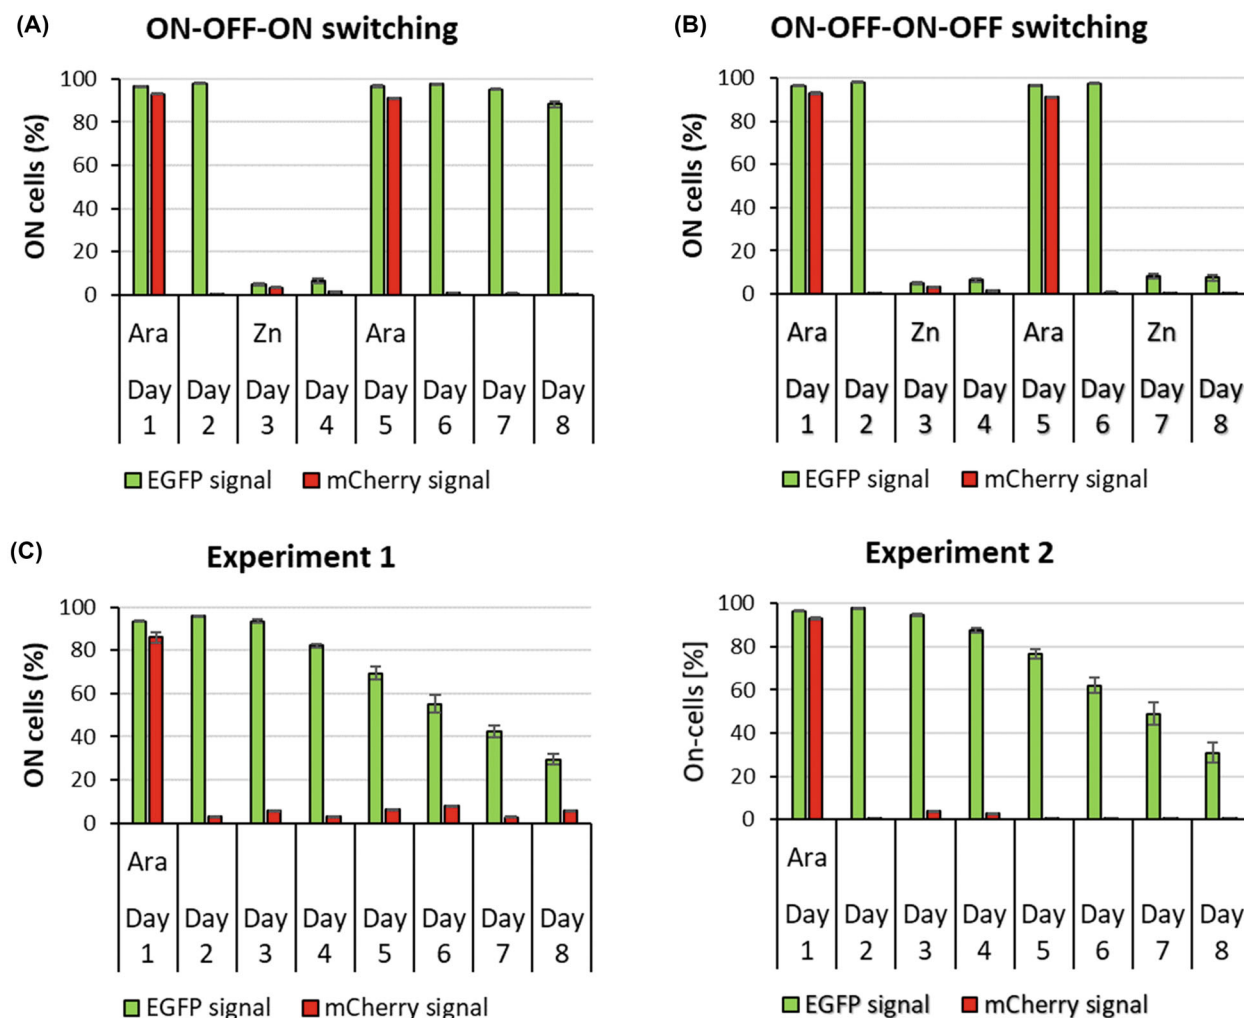 (A) ON-OFF-ON switching
ON cells (%)
100
80
60
40
20
0
Ara Zn Ara
Day Day Day Day Day Day Day Day
1 2 3 4 5 6 7 8
EGFP signal mCherry signal
(B) ON-OFF-ON-OFF switching
ON cells (%)
100
80
60
40
20
0
Ara Zn Ara Zn
Day Day Day Day Day Day Day Day
1 2 3 4 5 6 7 8
EGFP signal mCherry signal
(C) Experiment 1
ON cells (%)
100
80
60
40
20
0
Ara
Day Day Day Day Day Day Day Day
1 2 3 4 5 6 7 8
EGFP signal mCherry signal
Experiment 2
On-cells [%]
100
80
60
40
20
0
Ara
Day Day Day Day Day Day Day Day
1 2 3 4 5 6 7 8
EGFP signal mCherry signal